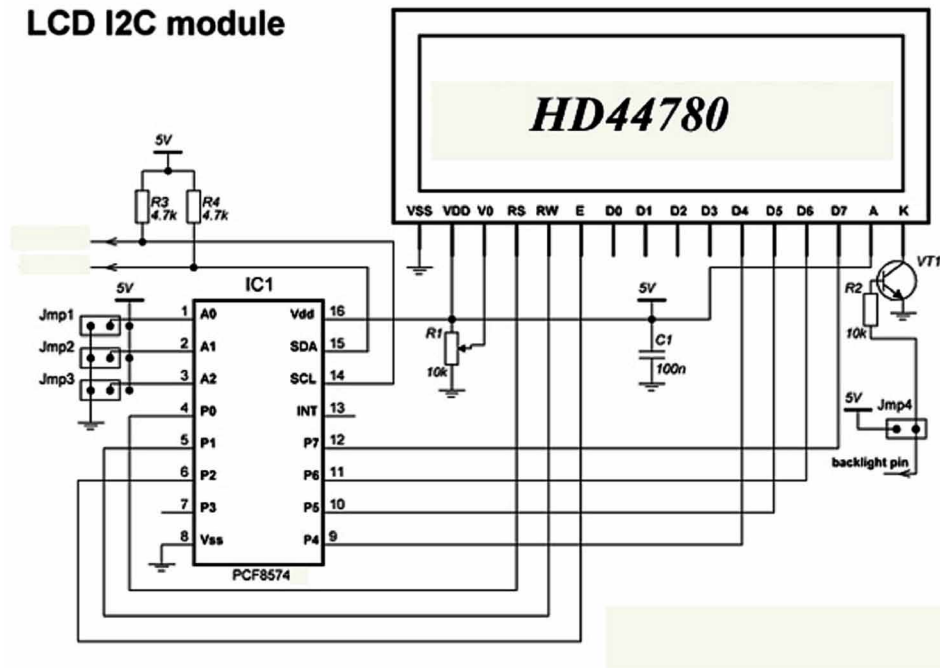 LCD I2C module
HD44780
VSS VDD V0 RS RW E D0 D1 D2 D3 D4 D5 D6 D7 A K
5V
R3
4.7k
R4
4.7k
VT1
R2
10k
IC1
PCF8574
5V
Jmp1
Jmp2
Jmp3
1 A0 Vdd 16
2 A1 SDA 15
3 A2 SCL 14
4 P0 INT 13
5 P1 P7 12
6 P2 P6 11
7 P3 P5 10
8 Vss P4 9
R1
10k
5V
C1
100n
5V
Jmp4
backlight pin